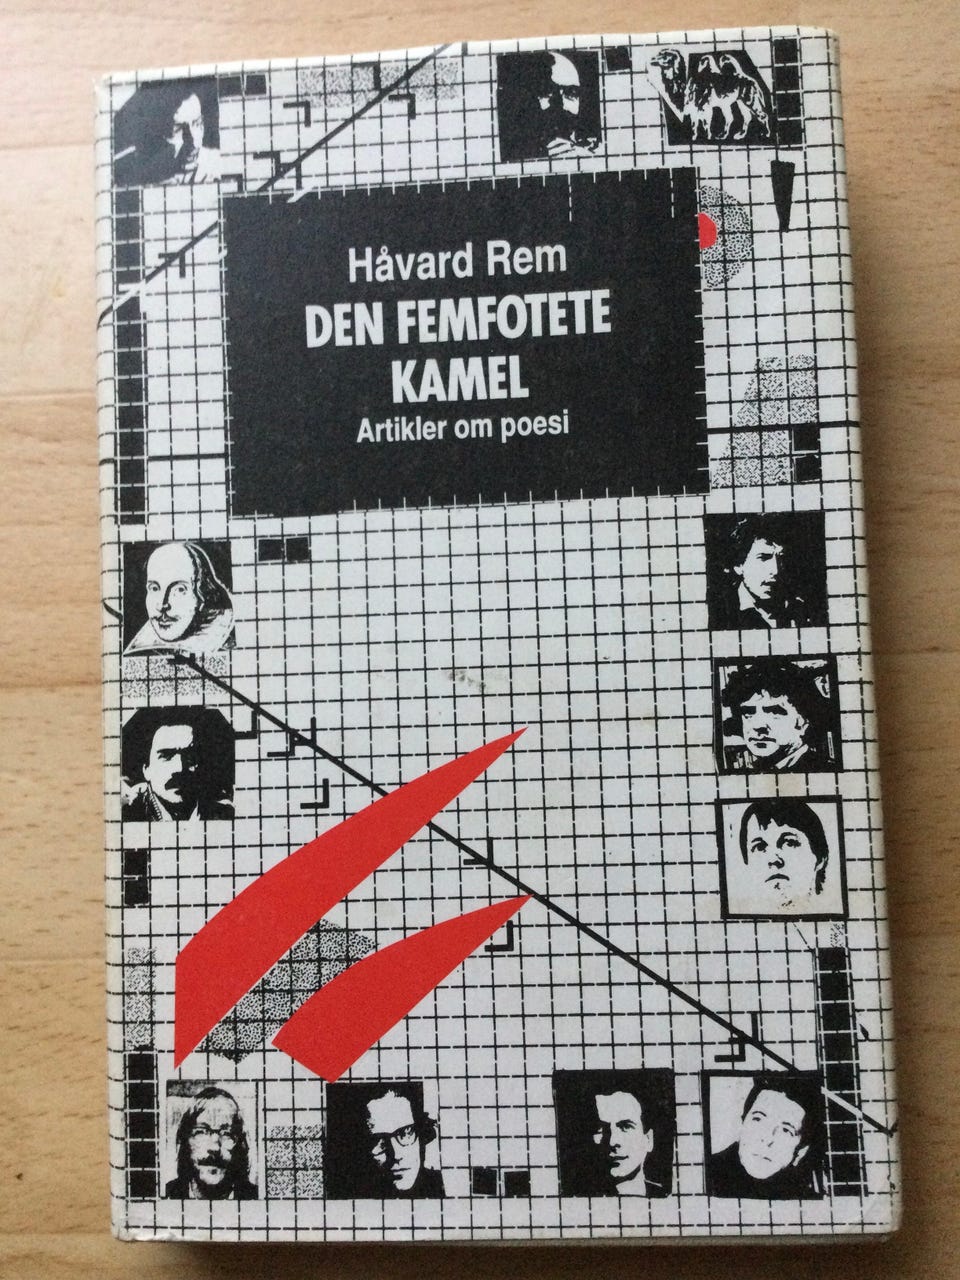 Håvard Rem
DEN FEMFOTETE
KAMEL
Artikler om poesi